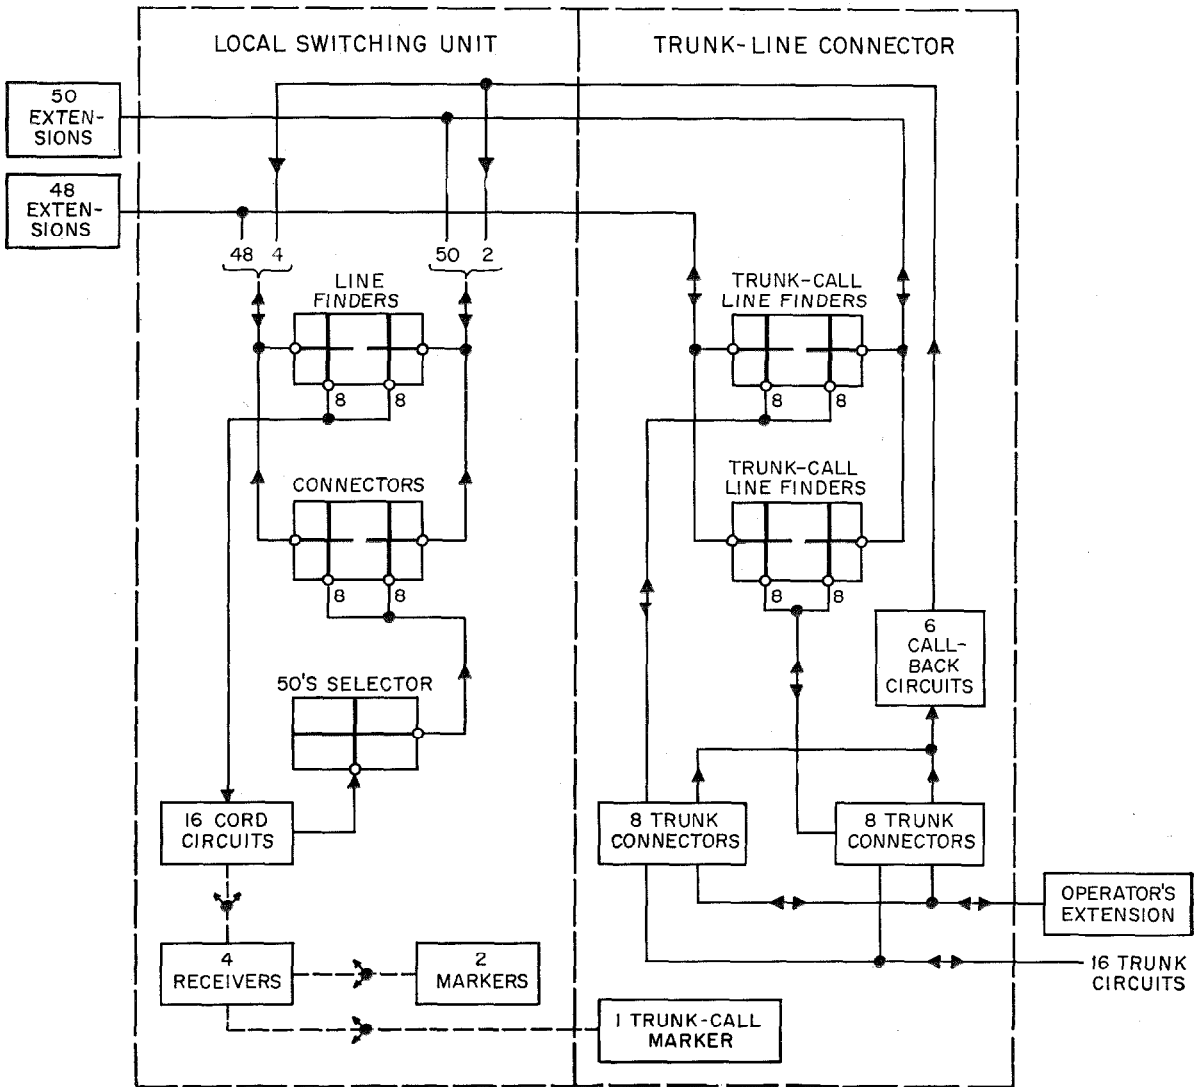 LOCAL SWITCHING UNIT
TRUNK-LINE CONNECTOR
50
EXTEN-
SIONS
48
EXTEN-
SIONS
48 4
50 2
LINE
FINDERS
8 8
TRUNK-CALL
LINE FINDERS
8 8
CONNECTORS
8 8
TRUNK-CALL
LINE FINDERS
8 8
6
CALL-
BACK
CIRCUITS
50'S SELECTOR
16 CORD
CIRCUITS
8 TRUNK
CONNECTORS
8 TRUNK
CONNECTORS
OPERATOR'S
EXTENSION
4
RECEIVERS
2
MARKERS
16 TRUNK
CIRCUITS
1 TRUNK-CALL
MARKER